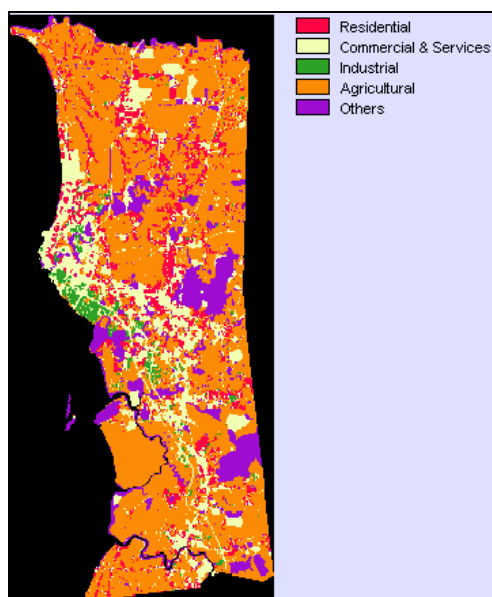 Residential
Commercial & Services
Industrial
Agricultural
Others